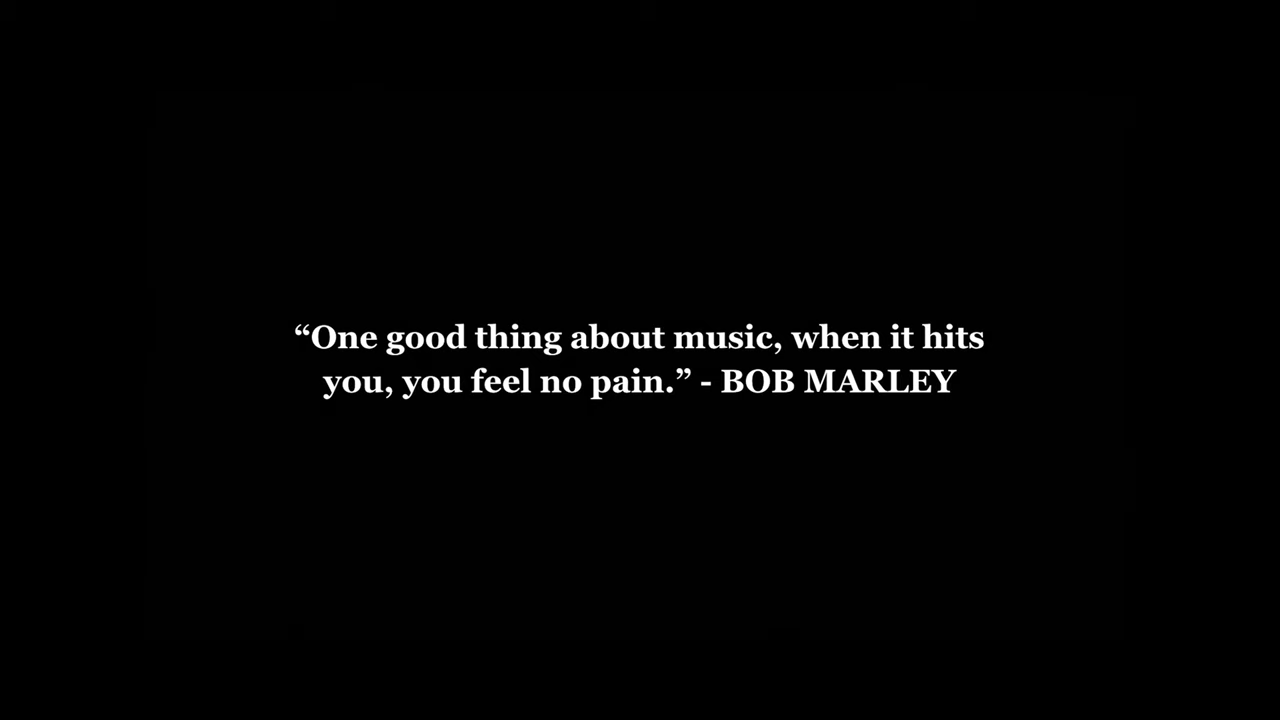 “One good thing about music, when it hits
you, you feel no pain.” - BOB MARLEY